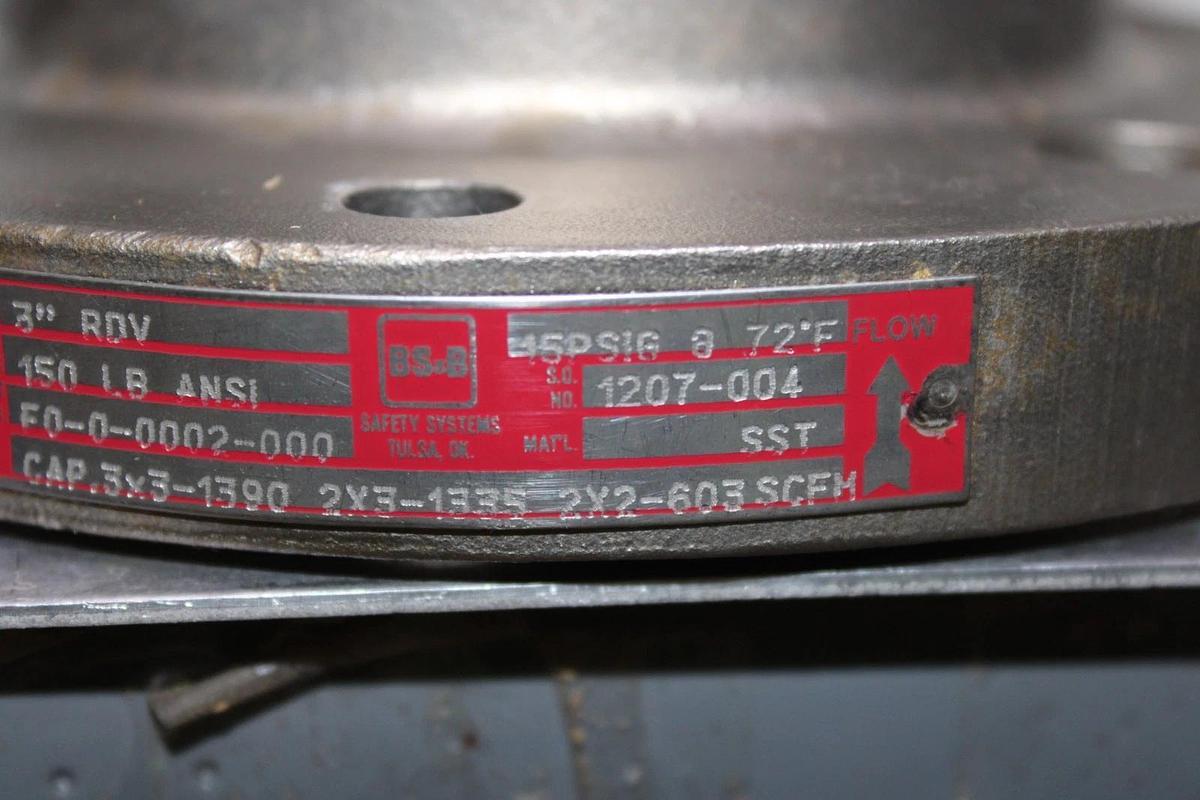 3" RDV
150 LB ANSI
F0-0-0002-000
BS&B
SAFETY SYSTEMS
TULSA, OK.
15PSIG @ 72°F
S.O. NO. 1207-004
MAT'L. SST
FLOW
CAP.3x3-1390 2X3-1335 2X2-603 SCFM